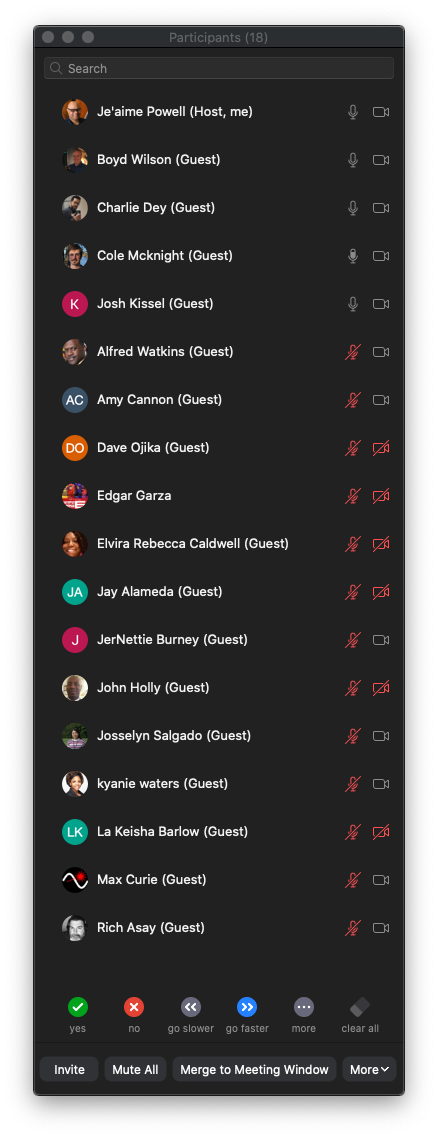 Participants (18)
Search
Je'aime Powell (Host, me)
Boyd Wilson (Guest)
Charlie Dey (Guest)
Cole Mcknight (Guest)
K Josh Kissel (Guest)
Alfred Watkins (Guest)
AC Amy Cannon (Guest)
DO Dave Ojika (Guest)
Edgar Garza
Elvira Rebecca Caldwell (Guest)
JA Jay Alameda (Guest)
J JerNettie Burney (Guest)
John Holly (Guest)
Josselyn Salgado (Guest)
kyanie waters (Guest)
LK La Keisha Barlow (Guest)
Max Curie (Guest)
Rich Asay (Guest)
yes no go slower go faster more clear all
Invite Mute All Merge to Meeting Window More